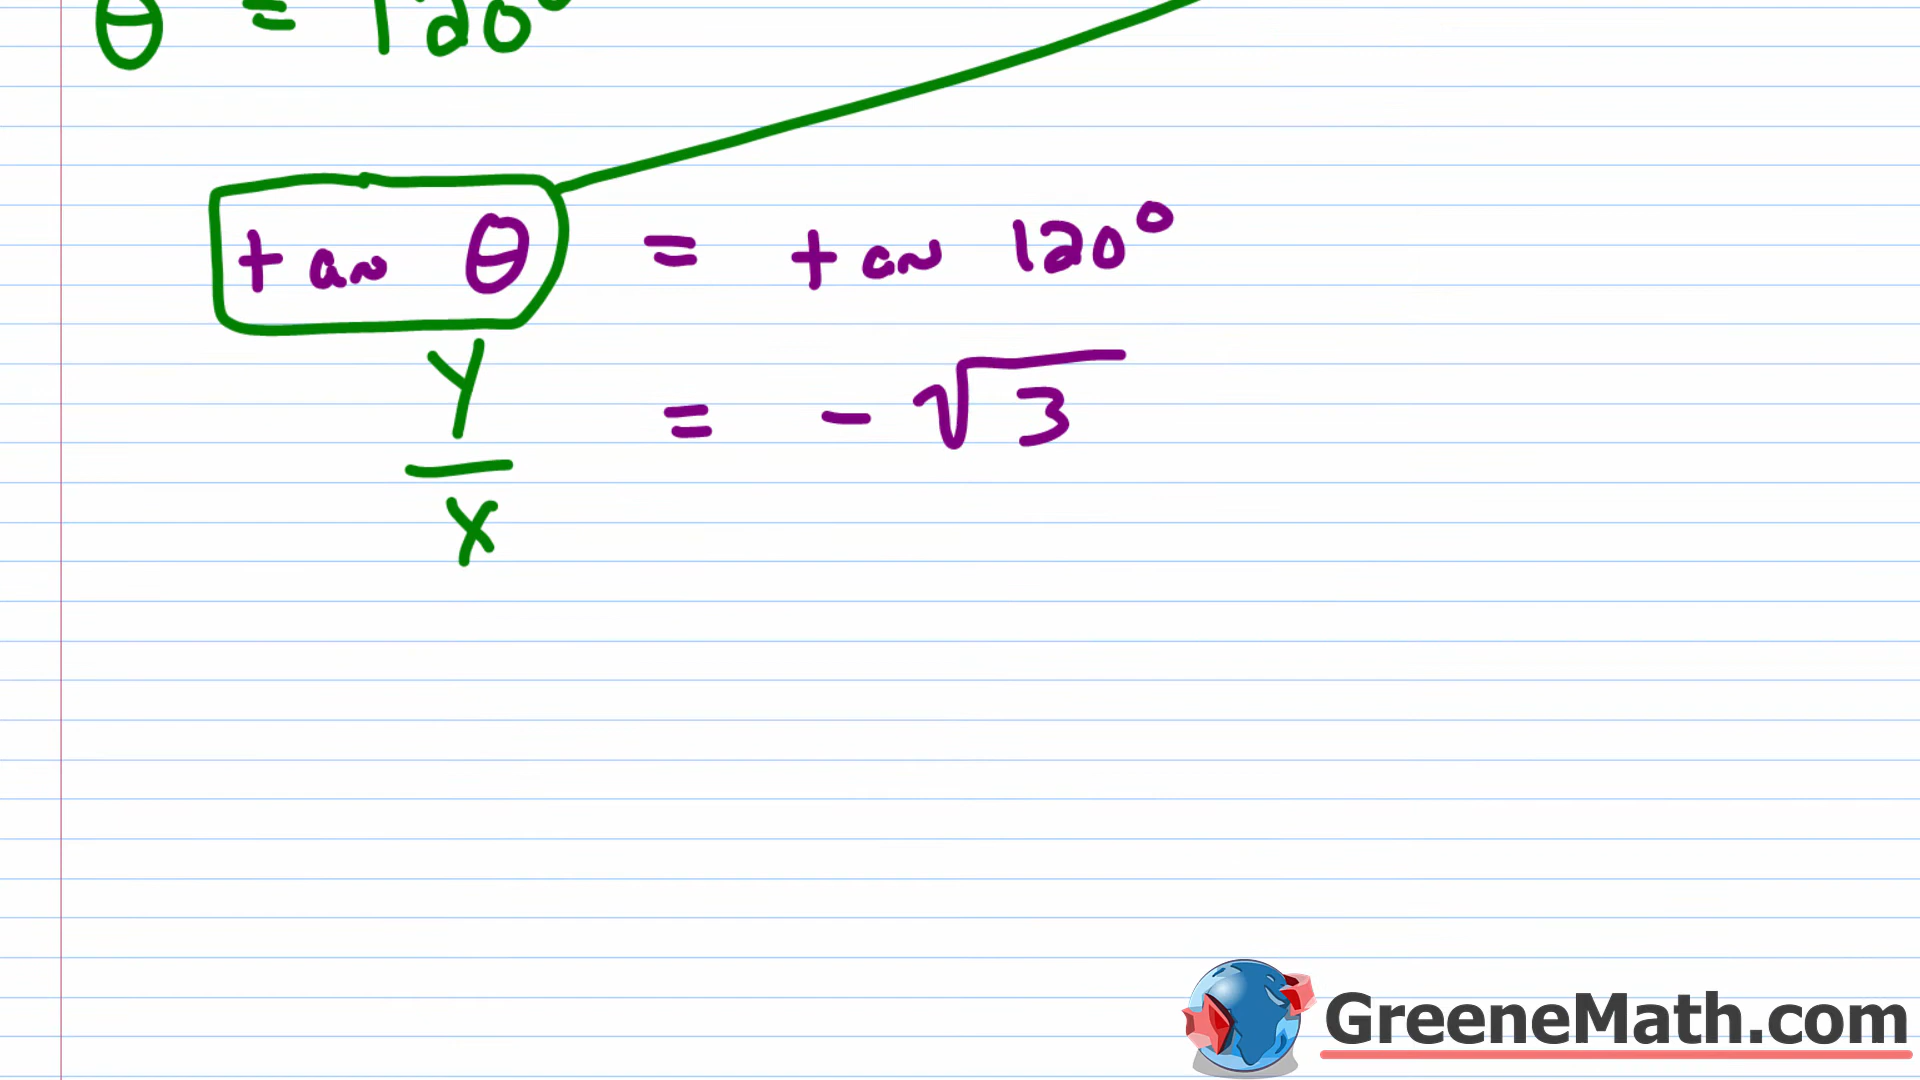 θ = 120°
tan θ = tan 120°
y/x = -√3
GreeneMath.com